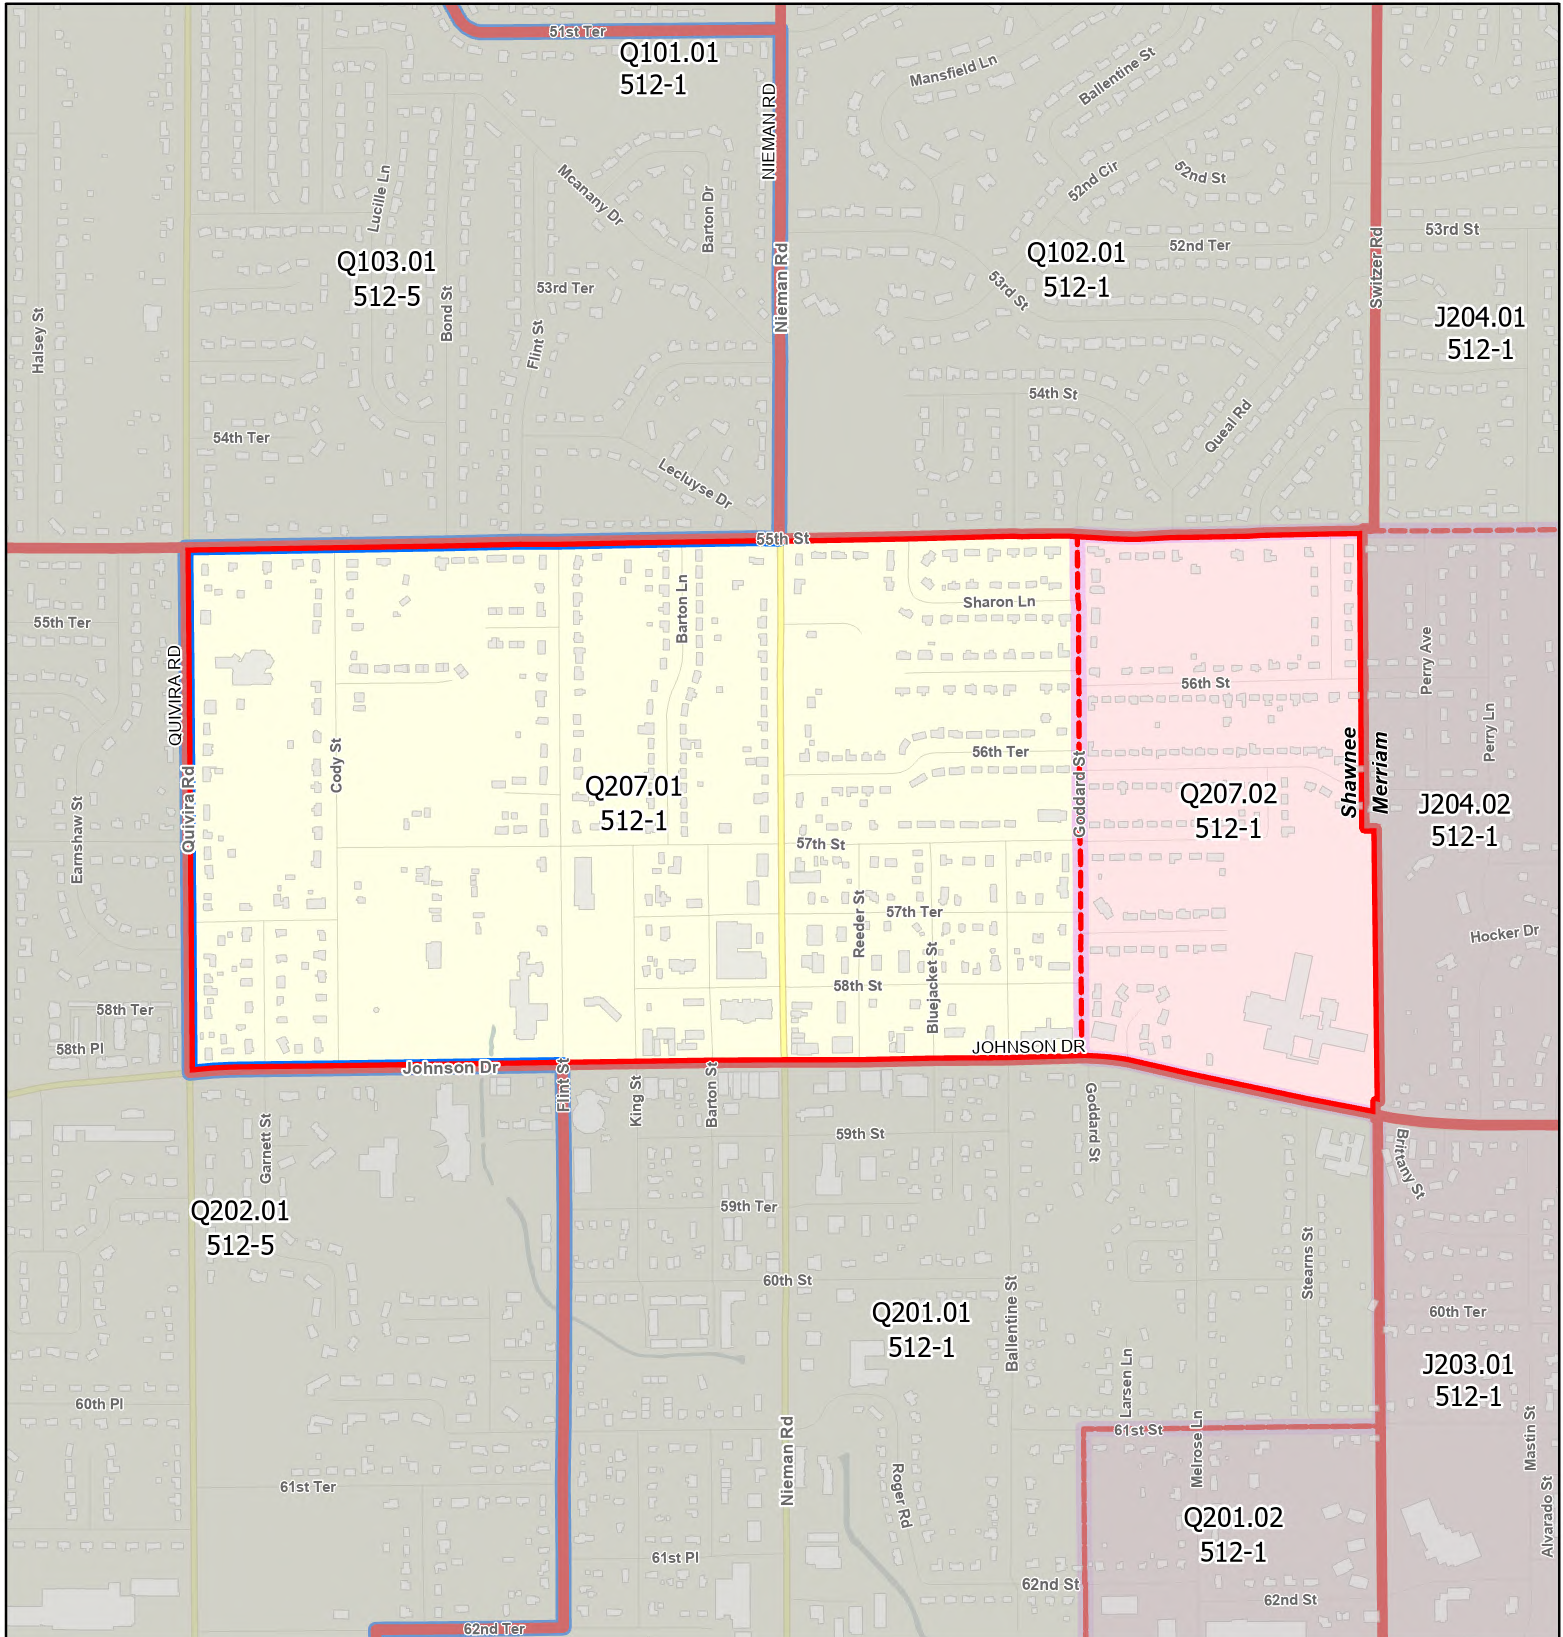 51st Ter
Q101.01
512-1
NIEMAN RD
Mansfield Ln
Ballentine St
Lucille Ln
Mcanany Dr
Barton Dr
52nd Cir
52nd St
Q103.01
512-5
Nieman Rd
Q102.01
512-1
52nd Ter
Switzer Rd
53rd St
Halsey St
Bond St
53rd Ter
Flint St
53rd St
J204.01
512-1
54th St
54th Ter
Queal Rd
Lecluyse Dr
55th St
55th Ter
QUIVIRA RD
Barton Ln
Sharon Ln
Perry Ave
56th St
Perry Ln
Cody St
56th Ter
Shawnee
Merriam
Q207.01
512-1
Goddard St
Q207.02
512-1
J204.02
512-1
Quivira Rd
Earnshaw St
57th St
Reeder St
57th Ter
Hocker Dr
Bluejacket St
58th St
58th Ter
58th Pl
JOHNSON DR
Johnson Dr
Flint St
King St
Barton St
Goddard St
Garnett St
59th St
Brittany St
Q202.01
512-5
59th Ter
Stearns St
60th St
Ballentine St
Q201.01
512-1
60th Ter
Larsen Ln
J203.01
512-1
60th Pl
Nieman Rd
61st St
Melrose Ln
Mastin St
61st Ter
Roger Rd
Alvarado St
Q201.02
512-1
61st Pl
62nd St
62nd St
62nd Ter